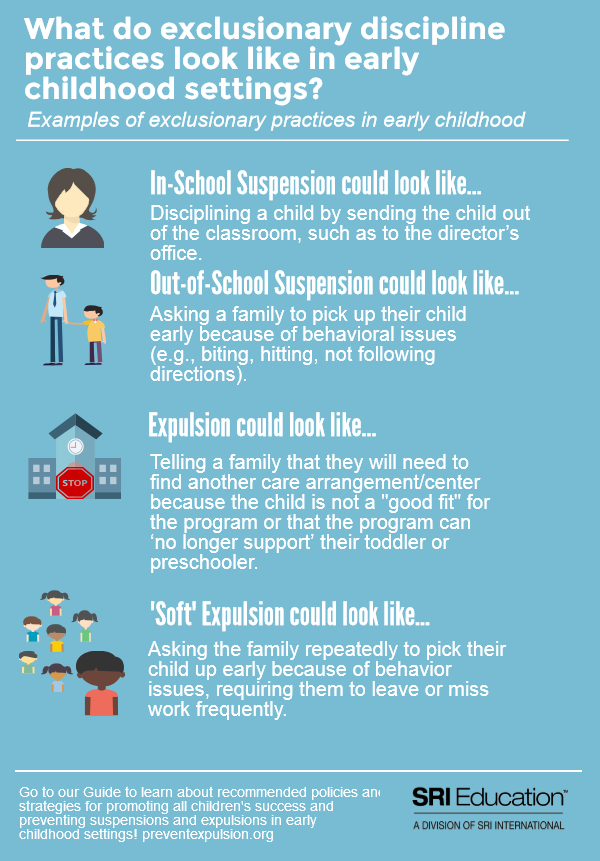 What do exclusionary discipline
practices look like in early
childhood settings?
Examples of exclusionary practices in early childhood
In-School Suspension could look like...
Disciplining a child by sending the child out
of the classroom, such as to the director's
office.
Out-of-School Suspension could look like...
Asking a family to pick up their child
early because of behavioral issues
(e.g., biting, hitting, not following
directions).
Expulsion could look like...
STOP
Telling a family that they will need to
find another care arrangement/center
because the child is not a "good fit" for
the program or that the program can
‘no longer support’ their toddler or
preschooler.
'Soft' Expulsion could look like...
Asking the family repeatedly to pick their
child up early because of behavior
issues, requiring them to leave or miss
work frequently.
Go to our Guide to learn about recommended policies and
strategies for promoting all children's success and
preventing suspensions and expulsions in early
childhood settings! preventexpulsion.org
SRI Education™
A DIVISION OF SRI INTERNATIONAL